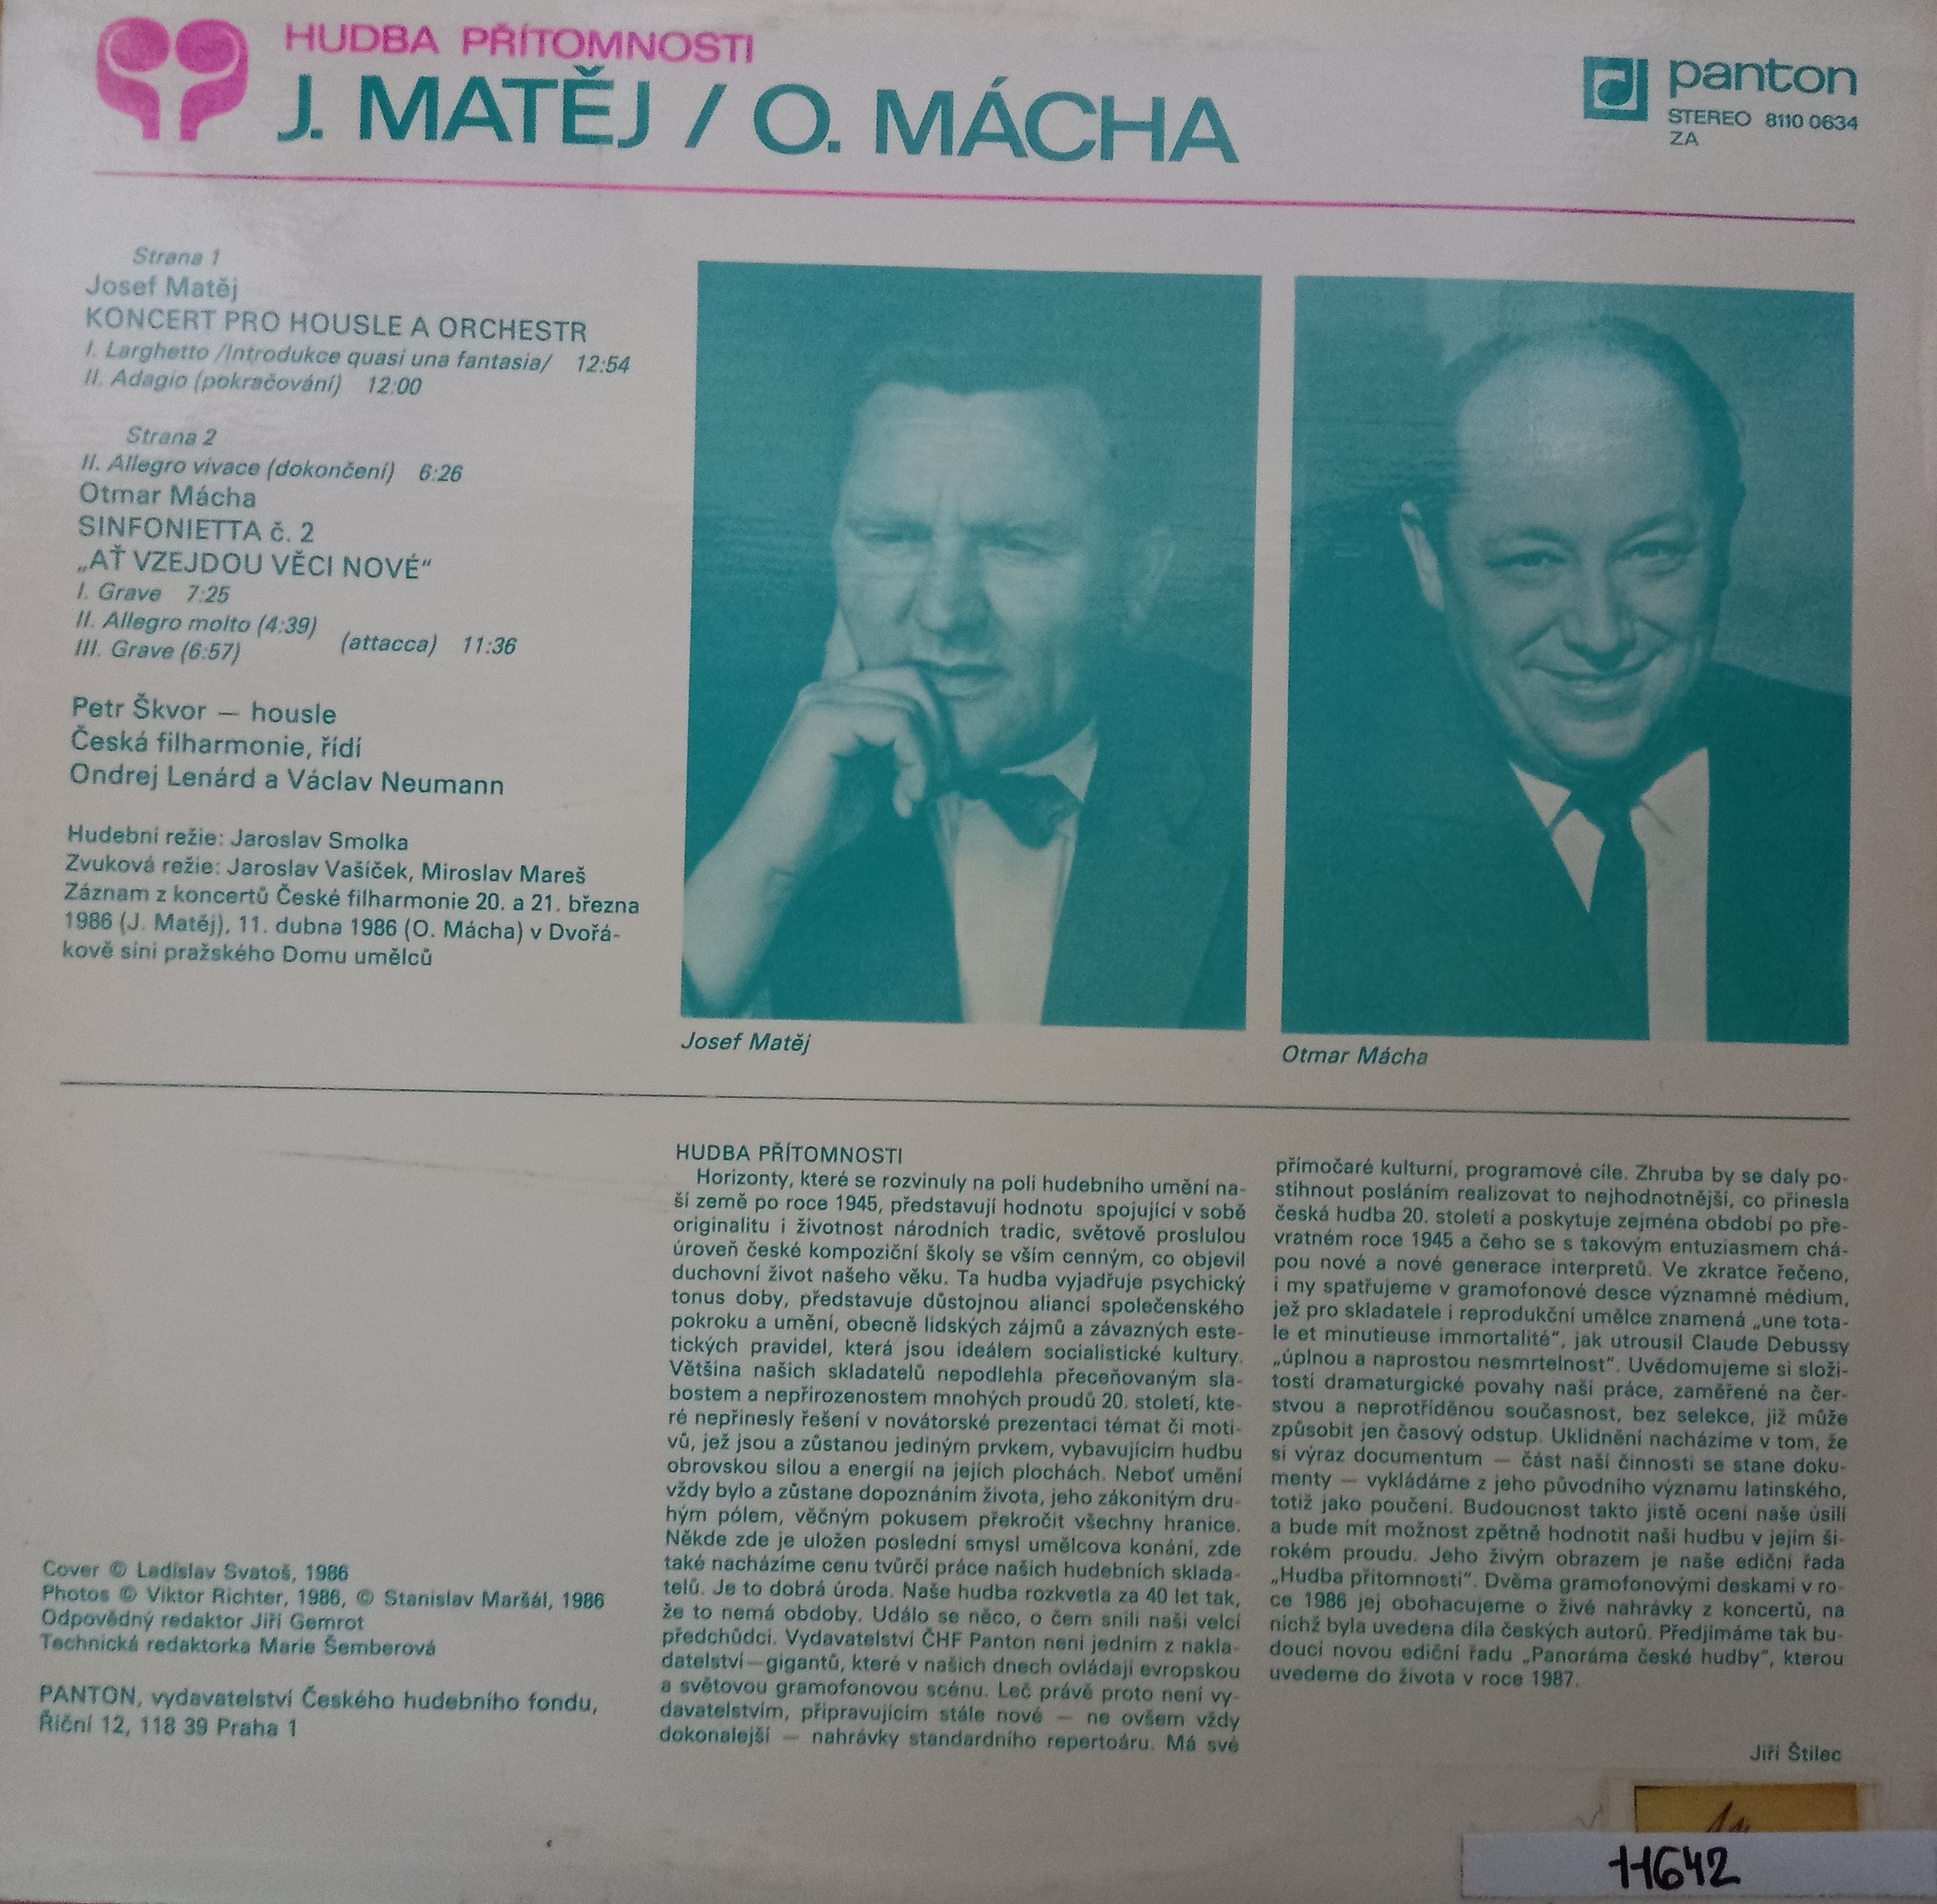 HUDBA PŘÍTOMNOSTI
J. MATĚJ / O. MÁCHA
panton
STEREO 8110 0634
ZA
Strana 1
Josef Matěj
KONCERT PRO HOUSLE A ORCHESTR
I. Larghetto /Introdukce quasi una fantasia/ 12:54
II. Adagio (pokračování) 12:00
Strana 2
II. Allegro vivace (dokončení) 6:26
Otmar Mácha
SINFONIETTA č. 2
„AŤ VZEJDOU VĚCI NOVÉ“
I. Grave 7:25
II. Allegro molto (4:39)
III. Grave (6:57)
(attacca) 11:36
Petr Škvor — housle
Česká filharmonie, řídí
Ondrej Lenárd a Václav Neumann
Hudební režie: Jaroslav Smolka
Zvuková režie: Jaroslav Vašíček, Miroslav Mareš
Záznam z koncertů České filharmonie 20. a 21. března
1986 (J. Matěj), 11. dubna 1986 (O. Mácha) v Dvořá-
kově síni pražského Domu umělců
Josef Matěj
Otmar Mácha
HUDBA PŘÍTOMNOSTI
Horizonty, které se rozvinuly na poli hudebního umění na-
ší země po roce 1945, představují hodnotu spojující v sobě
originalitu i životnost národních tradic, světově proslulou
úroveň české kompoziční školy se vším cenným, co objevil
duchovní život našeho věku. Ta hudba vyjadřuje psychický
tonus doby, představuje důstojnou alianci společenského
pokroku a umění, obecně lidských zájmů a závazných este-
tických pravidel, která jsou ideálem socialistické kultury.
Většina našich skladatelů nepodlehla přeceňovaným sla-
bostem a nepřirozenostem mnohých proudů 20. století, kte-
ré nepřinesly řešení v novátorské prezentaci témat či moti-
vů, jež jsou a zůstanou jediným prvkem, vybavujícím hudbu
obrovskou silou a energií na jejích plochách. Neboť umění
vždy bylo a zůstane dopoznáním života, jeho zákonitým dru-
hým pólem, věčným pokusem překročit všechny hranice.
Někde zde je uložen poslední smysl umělcova konání, zde
také nacházíme cenu tvůrčí práce našich hudebních sklada-
telů. Je to dobrá úroda. Naše hudba rozkvetla za 40 let tak,
že to nemá obdoby. Událo se něco, o čem snili naši velcí
předchůdci. Vydavatelství ČHF Panton není jedním z nakla-
datelství—gigantů, které v našich dnech ovládají evropskou
a světovou gramofonovou scénu. Leč právě proto není vy-
davatelstvím, připravujícím stále nové — ne ovšem vždy
dokonalejší — nahrávky standardního repertoáru. Má své
přímočaré kulturní, programové cíle. Zhruba by se daly po-
stihnout posláním realizovat to nejhodnotnější, co přinesla
česká hudba 20. století a poskytuje zejména období po pře-
vratném roce 1945 a čeho se s takovým entuziasmem chá-
pou nové a nové generace interpretů. Ve zkratce řečeno,
i my spatřujeme v gramofonové desce významné médium,
jež pro skladatele i reprodukční umělce znamená „une tota-
le et minutieuse immortalité“, jak utrousil Claude Debussy
„úplnou a naprostou nesmrtelnost“. Uvědomujeme si složi-
tosti dramaturgické povahy naší práce, zaměřené na čer-
stvou a neprotříděnou současnost, bez selekce, již může
způsobit jen časový odstup. Uklidnění nacházíme v tom, že
si výraz documentum — část naší činnosti se stane doku-
menty — vykládáme z jeho původního významu latinského,
totiž jako poučení. Budoucnost takto jistě ocení naše úsilí
a bude mít možnost zpětně hodnotit naši hudbu v jejím ši-
rokém proudu. Jeho živým obrazem je naše ediční řada
„Hudba přítomnosti“. Dvěma gramofonovými deskami v ro-
ce 1986 jej obohacujeme o živé nahrávky z koncertů, na
nichž byla uvedena díla českých autorů. Předjímáme tak bu-
doucí novou ediční řadu „Panoráma české hudby“, kterou
uvedeme do života v roce 1987.
Jiří Štilec
Cover © Ladislav Svatoš, 1986
Photos © Viktor Richter, 1986, © Stanislav Maršál, 1986
Odpovědný redaktor Jiří Gemrot
Technická redaktorka Marie Šemberová
PANTON, vydavatelství Českého hudebního fondu,
Říční 12, 118 39 Praha 1
H642